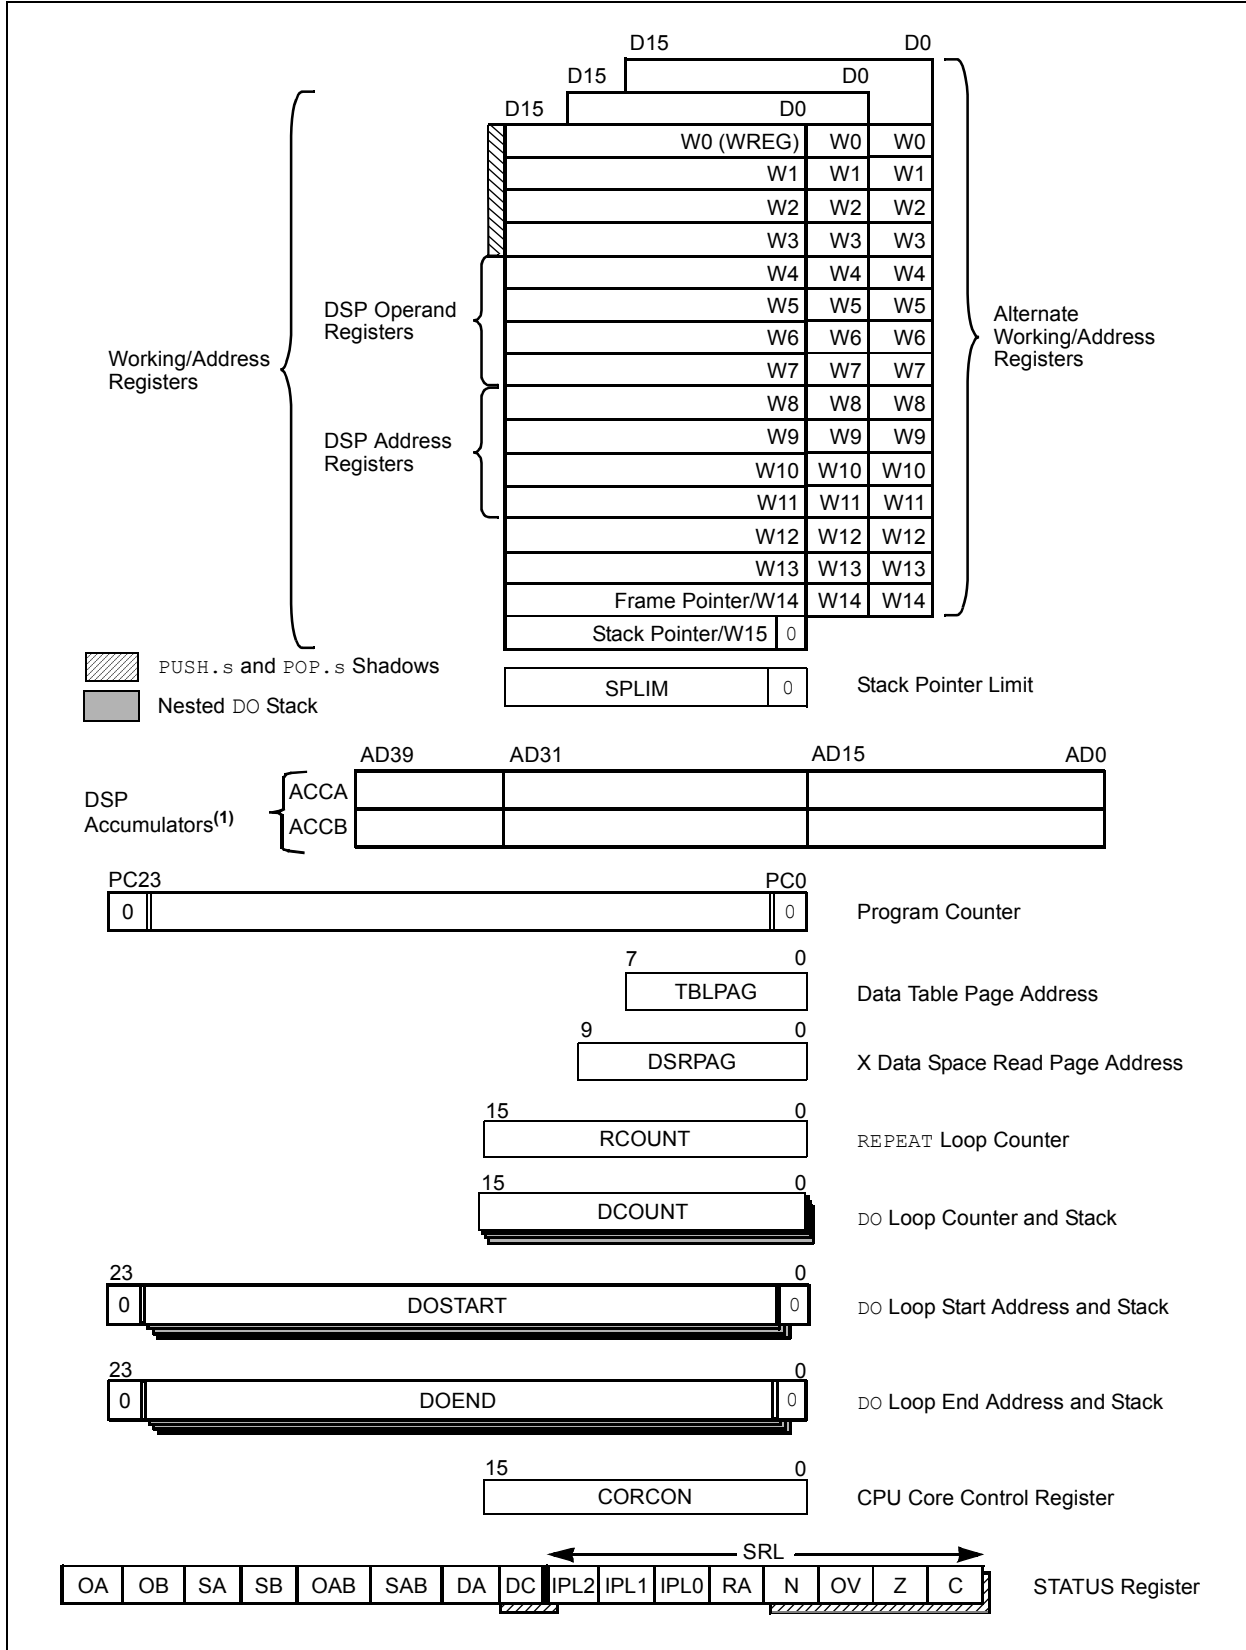 D15 D0
D15 D0
D15 D0
W0 (WREG) W0 W0
W1 W1 W1
W2 W2 W2
W3 W3 W3
W4 W4 W4
W5 W5 W5
W6 W6 W6
W7 W7 W7
W8 W8 W8
W9 W9 W9
W10 W10 W10
W11 W11 W11
W12 W12 W12
W13 W13 W13
Frame Pointer/W14 W14 W14
Stack Pointer/W15 0
Working/Address
Registers
DSP Operand
Registers
DSP Address
Registers
Alternate
Working/Address
Registers
PUSH.s and POP.s Shadows
Nested DO Stack
SPLIM 0 Stack Pointer Limit
AD39 AD31 AD15 AD0
DSP
Accumulators(1)
ACCA
ACCB
PC23 PC0
0 0 Program Counter
7 0
TBLPAG Data Table Page Address
9 0
DSRPAG X Data Space Read Page Address
15 0
RCOUNT REPEAT Loop Counter
15 0
DCOUNT DO Loop Counter and Stack
23 0
0 DOSTART 0 DO Loop Start Address and Stack
23 0
0 DOEND 0 DO Loop End Address and Stack
15 0
CORCON CPU Core Control Register
SRL
OA OB SA SB OAB SAB DA DC IPL2 IPL1 IPL0 RA N OV Z C STATUS Register